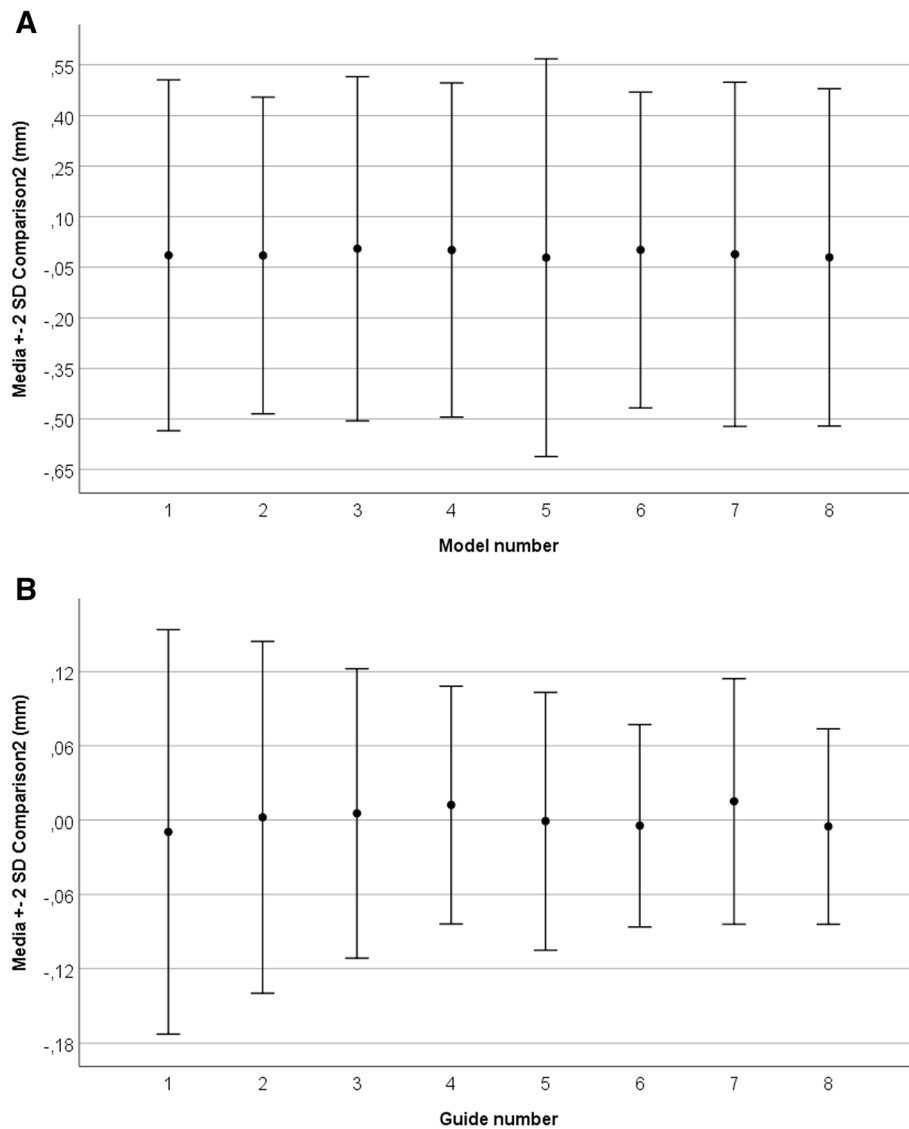 A
Media +- 2 SD Comparison2 (mm)
,55
,40
,25
,10
-,05
-,20
-,35
-,50
-,65
1 2 3 4 5 6 7 8
Model number
B
Media +- 2 SD Comparison2 (mm)
,12
,06
,00
-,06
-,12
-,18
1 2 3 4 5 6 7 8
Guide number